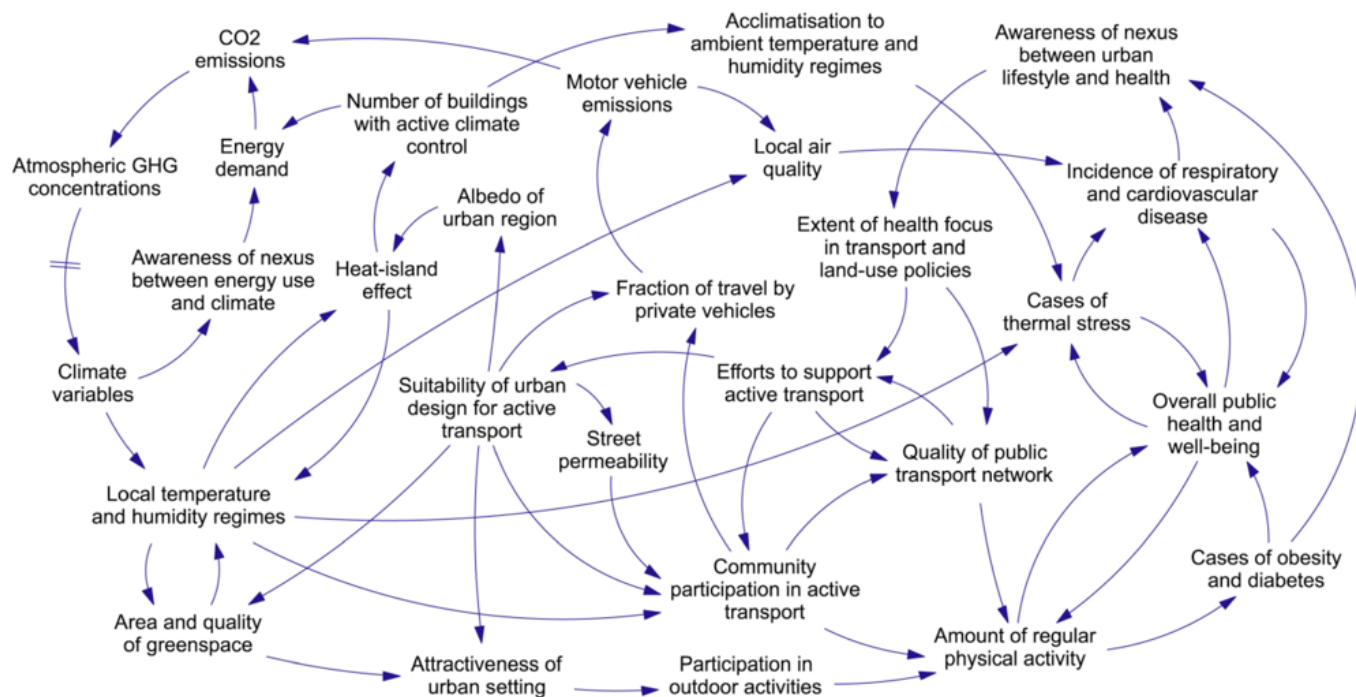 CO2
emissions
Acclimatisation to
ambient temperature and
humidity regimes
Awareness of nexus
between urban
lifestyle and health
Motor vehicle
emissions
Number of buildings
with active climate
control
Energy
demand
Atmospheric GHG
concentrations
Local air
quality
Incidence of respiratory
and cardiovascular
disease
Albedo of
urban region
Extent of health focus
in transport and
land-use policies
Awareness of nexus
between energy use
and climate
Heat-island
effect
Fraction of travel by
private vehicles
Cases of
thermal stress
Climate
variables
Suitability of urban
design for active
transport
Efforts to support
active transport
Overall public
health and
well-being
Street
permeability
Quality of public
transport network
Local temperature
and humidity regimes
Community
participation in active
transport
Cases of obesity
and diabetes
Area and quality
of greenspace
Attractiveness of
urban setting
Participation in
outdoor activities
Amount of regular
physical activity